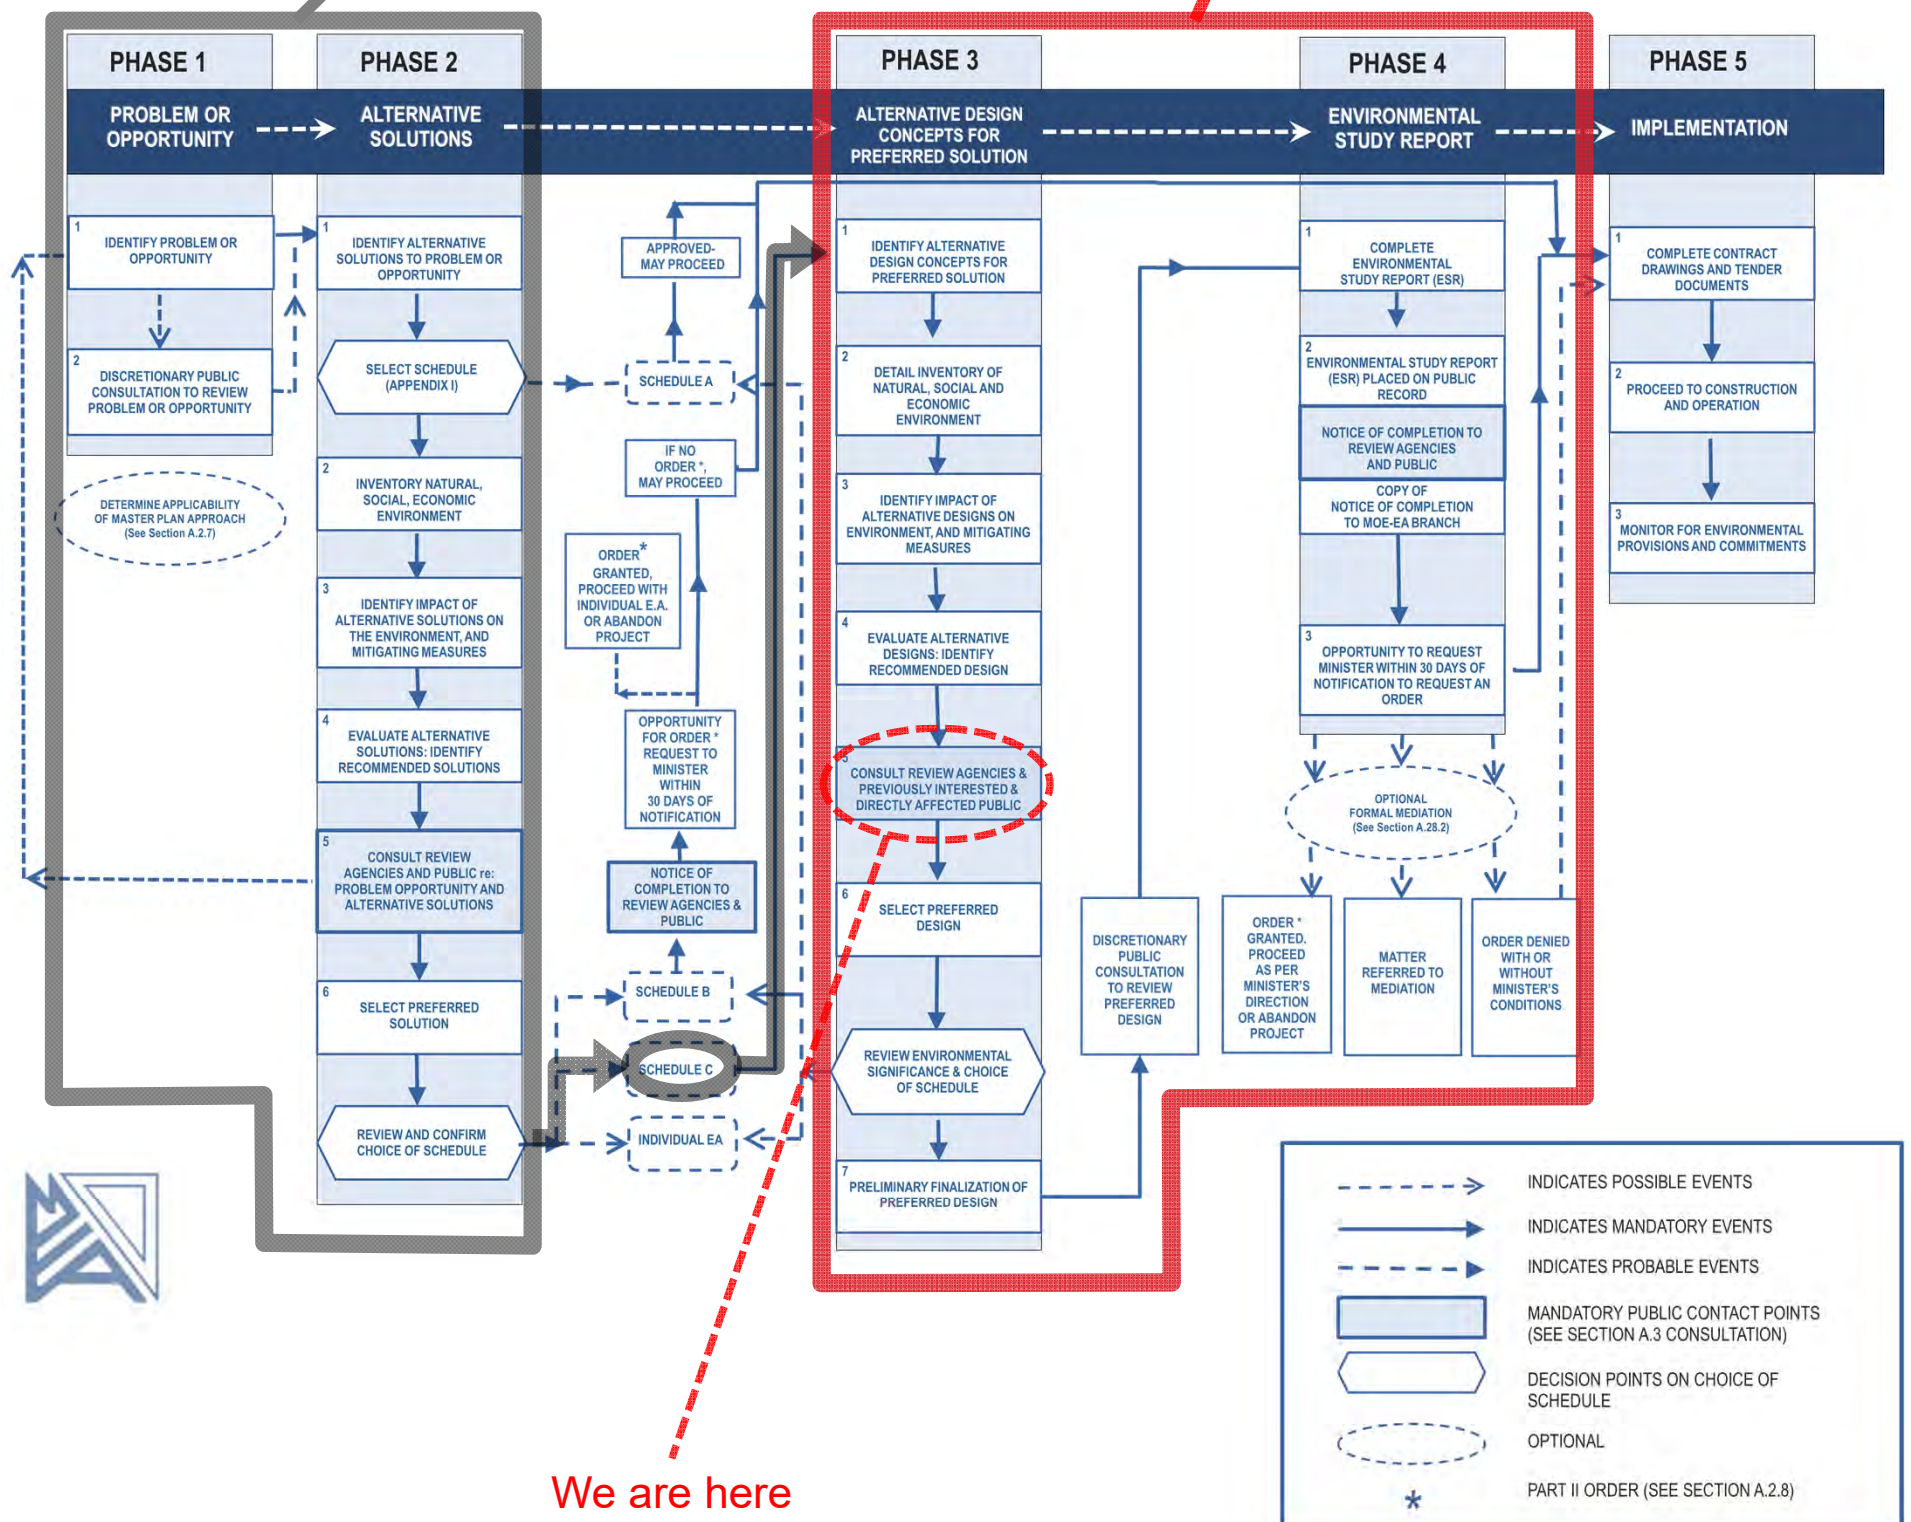 PHASE 1
PROBLEM OR
OPPORTUNITY
1
IDENTIFY PROBLEM OR
OPPORTUNITY
2
DISCRETIONARY PUBLIC
CONSULTATION TO REVIEW
PROBLEM OR OPPORTUNITY
DETERMINE APPLICABILITY
OF MASTER PLAN APPROACH
(See Section A.2.7)
PHASE 2
ALTERNATIVE
SOLUTIONS
1
IDENTIFY ALTERNATIVE
SOLUTIONS TO PROBLEM OR
OPPORTUNITY
SELECT SCHEDULE
(APPENDIX I)
2
INVENTORY NATURAL,
SOCIAL, ECONOMIC
ENVIRONMENT
3
IDENTIFY IMPACT OF
ALTERNATIVE SOLUTIONS ON
THE ENVIRONMENT, AND
MITIGATING MEASURES
4
EVALUATE ALTERNATIVE
SOLUTIONS: IDENTIFY
RECOMMENDED SOLUTIONS
5
CONSULT REVIEW
AGENCIES AND PUBLIC re:
PROBLEM OPPORTUNITY AND
ALTERNATIVE SOLUTIONS
6
SELECT PREFERRED
SOLUTION
REVIEW AND CONFIRM
CHOICE OF SCHEDULE
APPROVED-
MAY PROCEED
SCHEDULE A
IF NO
ORDER *,
MAY PROCEED
ORDER*
GRANTED,
PROCEED WITH
INDIVIDUAL E.A.
OR ABANDON
PROJECT
OPPORTUNITY
FOR ORDER *
REQUEST TO
MINISTER
WITHIN
30 DAYS OF
NOTIFICATION
NOTICE OF
COMPLETION TO
REVIEW AGENCIES &
PUBLIC
SCHEDULE B
SCHEDULE C
INDIVIDUAL EA
PHASE 3
ALTERNATIVE DESIGN
CONCEPTS FOR
PREFERRED SOLUTION
1
IDENTIFY ALTERNATIVE
DESIGN CONCEPTS FOR
PREFERRED SOLUTION
2
DETAIL INVENTORY OF
NATURAL, SOCIAL AND
ECONOMIC
ENVIRONMENT
3
IDENTIFY IMPACT OF
ALTERNATIVE DESIGNS ON
ENVIRONMENT, AND MITIGATING
MEASURES
4
EVALUATE ALTERNATIVE
DESIGNS: IDENTIFY
RECOMMENDED DESIGN
5
CONSULT REVIEW AGENCIES &
PREVIOUSLY INTERESTED &
DIRECTLY AFFECTED PUBLIC
6
SELECT PREFERRED
DESIGN
REVIEW ENVIRONMENTAL
SIGNIFICANCE & CHOICE
OF SCHEDULE
7
PRELIMINARY FINALIZATION OF
PREFERRED DESIGN
DISCRETIONARY
PUBLIC
CONSULTATION
TO REVIEW
PREFERRED
DESIGN
PHASE 4
ENVIRONMENTAL
STUDY REPORT
1
COMPLETE
ENVIRONMENTAL
STUDY REPORT (ESR)
2
ENVIRONMENTAL STUDY REPORT
(ESR) PLACED ON PUBLIC
RECORD
NOTICE OF COMPLETION TO
REVIEW AGENCIES
AND PUBLIC
COPY OF
NOTICE OF COMPLETION
TO MOE-EA BRANCH
3
OPPORTUNITY TO REQUEST
MINISTER WITHIN 30 DAYS OF
NOTIFICATION TO REQUEST AN
ORDER
OPTIONAL
FORMAL MEDIATION
(See Section A.28.2)
ORDER *
GRANTED.
PROCEED
AS PER
MINISTER'S
DIRECTION
OR ABANDON
PROJECT
MATTER
REFERRED TO
MEDIATION
ORDER DENIED
WITH OR
WITHOUT
MINISTER'S
CONDITIONS
PHASE 5
IMPLEMENTATION
1
COMPLETE CONTRACT
DRAWINGS AND TENDER
DOCUMENTS
2
PROCEED TO CONSTRUCTION
AND OPERATION
3
MONITOR FOR ENVIRONMENTAL
PROVISIONS AND COMMITMENTS
We are here
INDICATES POSSIBLE EVENTS
INDICATES MANDATORY EVENTS
INDICATES PROBABLE EVENTS
MANDATORY PUBLIC CONTACT POINTS
(SEE SECTION A.3 CONSULTATION)
DECISION POINTS ON CHOICE OF
SCHEDULE
OPTIONAL
* PART II ORDER (SEE SECTION A.2.8)